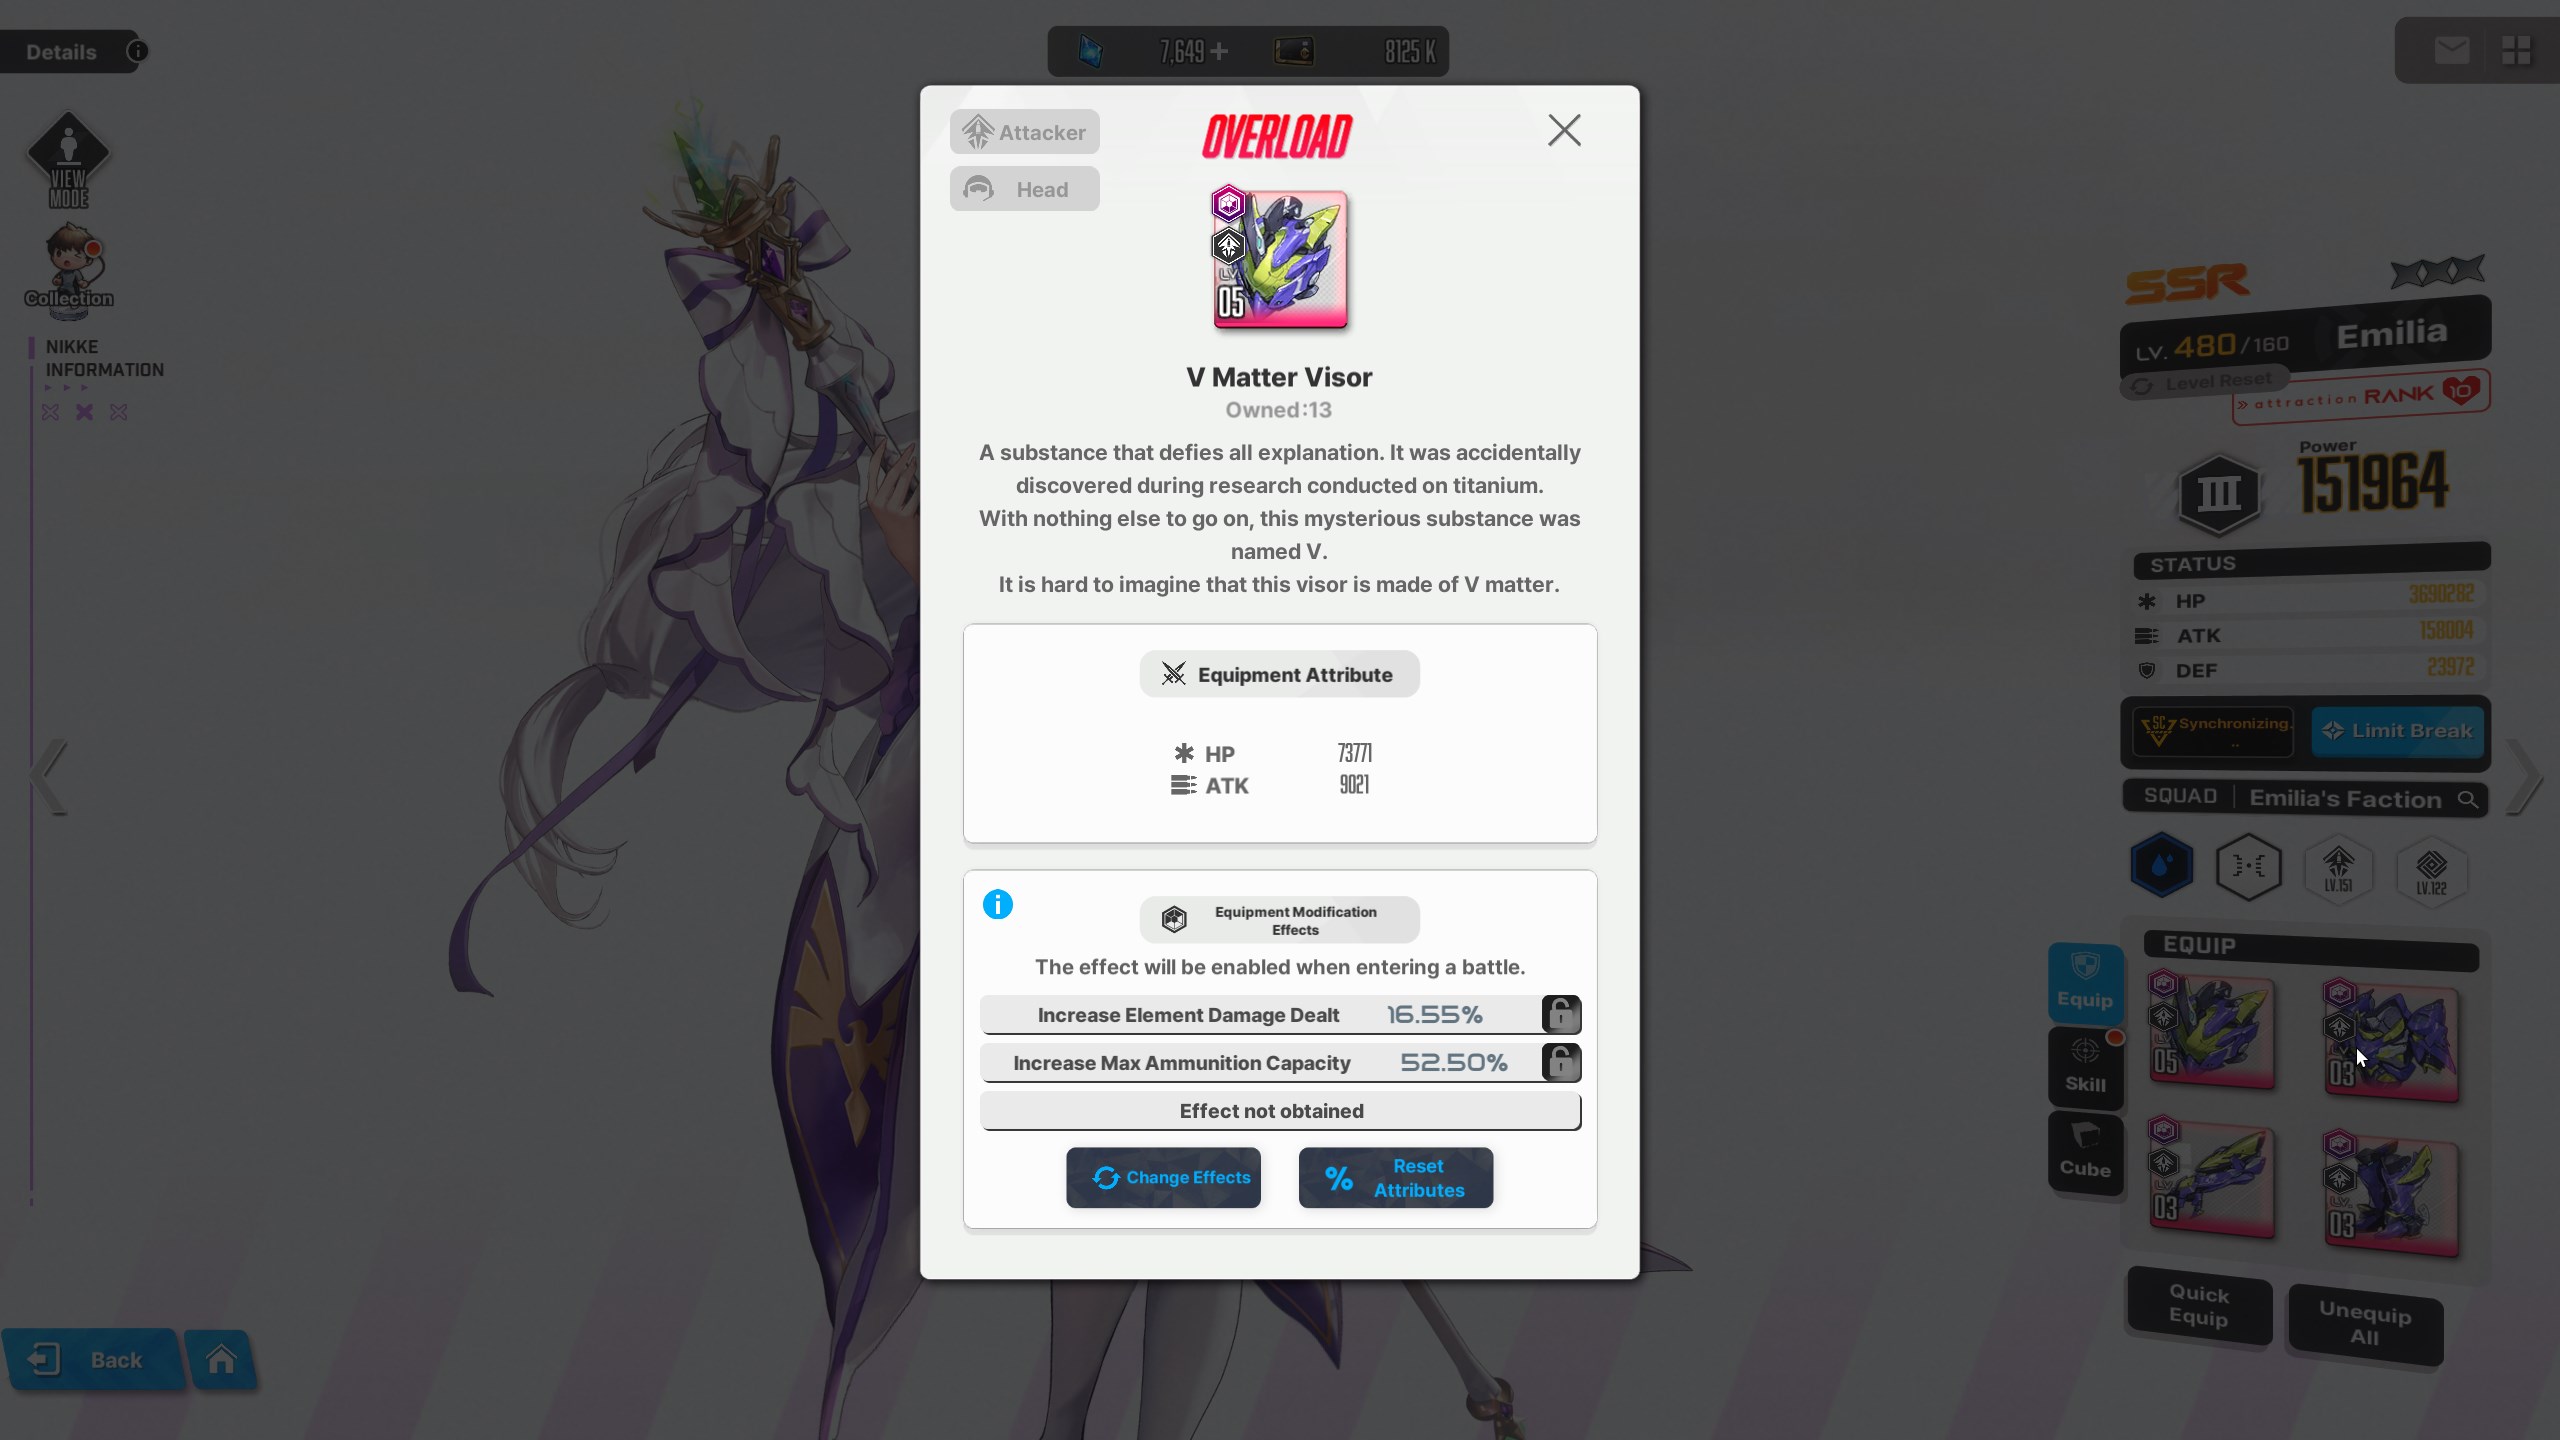 Details
7,649
8125 K
VIEW
MODE
Collection
NIKKE
INFORMATION
Attacker
Head
OVERLOAD
LV.
05
V Matter Visor
Owned:13
A substance that defies all explanation. It was accidentally
discovered during research conducted on titanium.
With nothing else to go on, this mysterious substance was
named V.
It is hard to imagine that this visor is made of V matter.
Equipment Attribute
HP 73771
ATK 9021
Equipment Modification
Effects
The effect will be enabled when entering a battle.
Increase Element Damage Dealt 16.55%
Increase Max Ammunition Capacity 52.50%
Effect not obtained
Change Effects
% Reset
Attributes
SSR
LV. 480/160 Emilia
Level Reset
attraction RANK 10
Power
III 151964
STATUS
HP 3690282
ATK 158004
DEF 23972
SC Synchronizing.
..
Limit Break
SQUAD Emilia's Faction
LV.151
LV.122
EQUIP
Equip
Skill
Cube
05
03
03
LV.
03
Quick
Equip
Unequip
All
Back